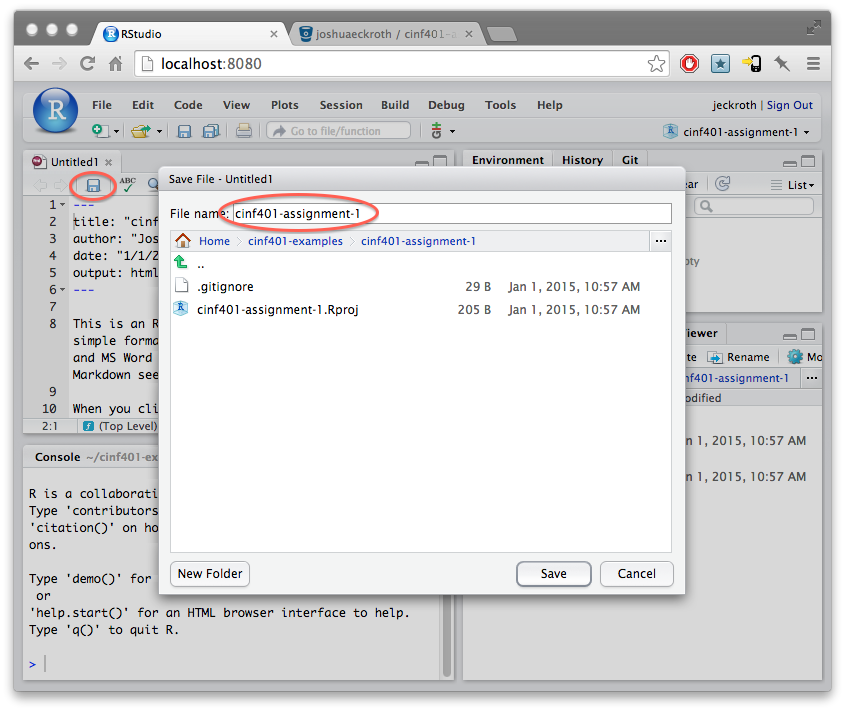 RStudio
joshuaeckroth / cinf401-a
localhost:8080
R File Edit Code View Plots Session Build Debug Tools Help jeckroth | Sign Out
Go to file/function
cinf401-assignment-1
Untitled1
Environment History Git
ABC
List
Save File - Untitled1
File name: cinf401-assignment-1
Home cinf401-examples cinf401-assignment-1 ...
..
.gitignore 29 B Jan 1, 2015, 10:57 AM
cinf401-assignment-1.Rproj 205 B Jan 1, 2015, 10:57 AM
New Folder Save Cancel
1 ---
2 title: "cinf
3 author: "Jos
4 date: "1/1/2
5 output: html
6 ---
7
8 This is an R
simple forma
and MS Word
Markdown see
9
10 When you cli
2:1 (Top Level)
Console ~/cinf401-ex
R is a collaborati
Type 'contributors
'citation()' on ho
ons.
Type 'demo()' for
or
'help.start()' for an HTML browser interface to help.
Type 'q()' to quit R.
>
ear
pty
iewer
te Rename Mo
nf401-assignment-1 ...
odified
n 1, 2015, 10:57 AM
n 1, 2015, 10:57 AM